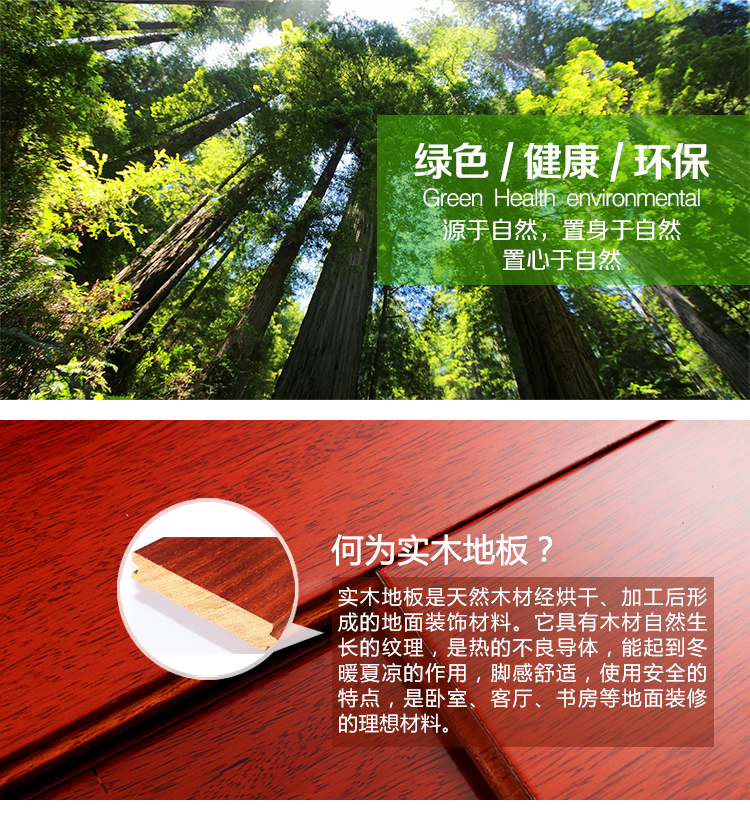 绿色 / 健康 / 环保
Green Health environmental
源于自然，置身于自然
置心于自然
何为实木地板？
实木地板是天然木材经烘干、加工后形
成的地面装饰材料。它具有木材自然生
长的纹理，是热的不良导体，能起到冬
暖夏凉的作用，脚感舒适，使用安全的
特点，是卧室、客厅、书房等地面装修
的理想材料。